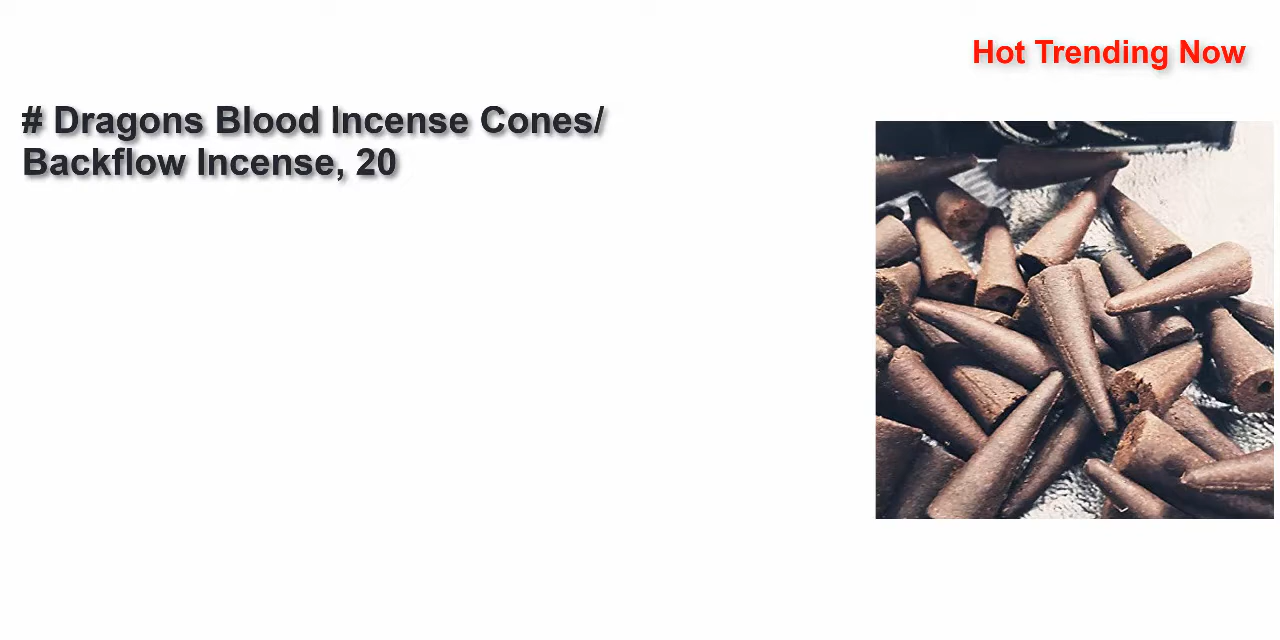 Hot Trending Now
# Dragons Blood Incense Cones/
Backflow Incense, 20